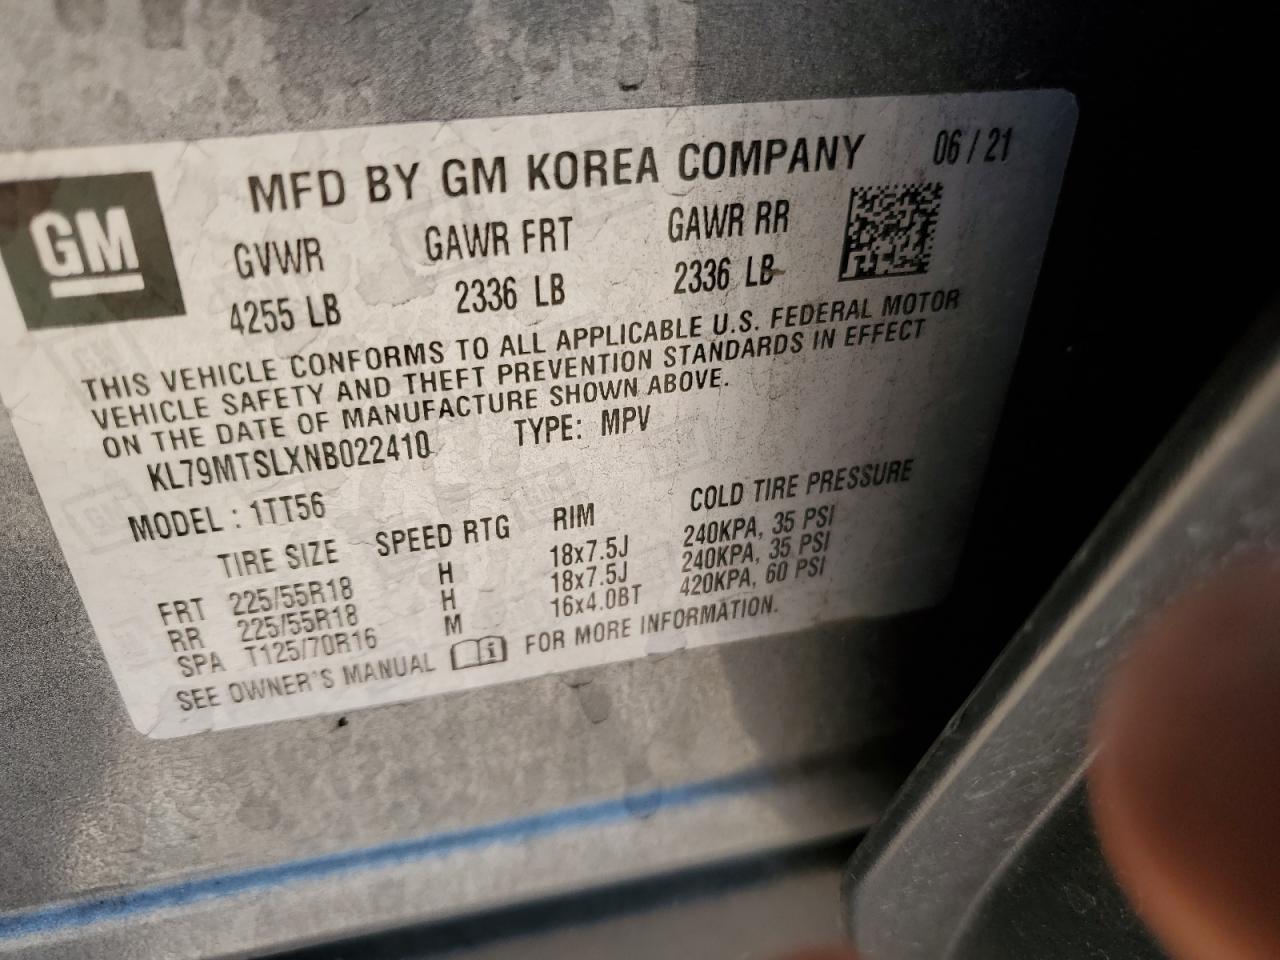 GM
MFD BY GM KOREA COMPANY 06 / 21
GVWR GAWR FRT GAWR RR
4255 LB 2336 LB 2336 LB
THIS VEHICLE CONFORMS TO ALL APPLICABLE U.S. FEDERAL MOTOR
VEHICLE SAFETY AND THEFT PREVENTION STANDARDS IN EFFECT
ON THE DATE OF MANUFACTURE SHOWN ABOVE.
KL79MTSLXNB022410 TYPE: MPV
MODEL : 1TT56
TIRE SIZE SPEED RTG RIM COLD TIRE PRESSURE
FRT 225/55R18 H 18x7.5J 240KPA, 35 PSI
RR 225/55R18 H 18x7.5J 240KPA, 35 PSI
SPA T125/70R16 M 16x4.0BT 420KPA, 60 PSI
SEE OWNER'S MANUAL FOR MORE INFORMATION.